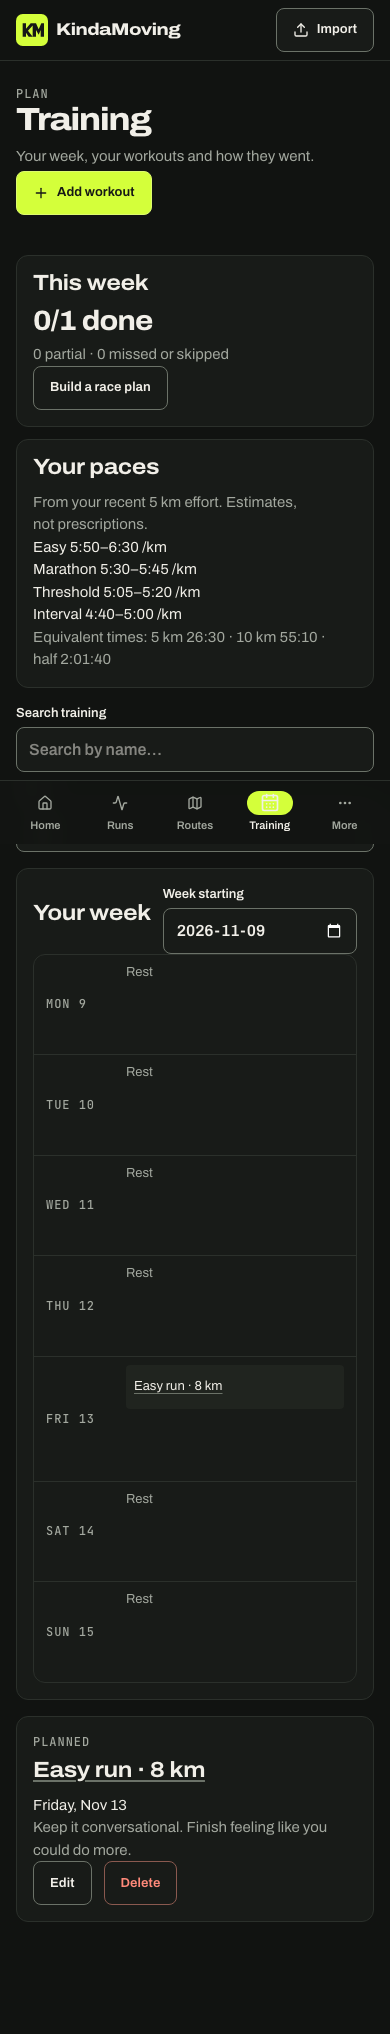 KM KindaMoving
Import
PLAN
Training
Your week, your workouts and how they went.
Add workout
This week
0/1 done
0 partial · 0 missed or skipped
Build a race plan
Your paces
From your recent 5 km effort. Estimates,
not prescriptions.
Easy 5:50–6:30 /km
Marathon 5:30–5:45 /km
Threshold 5:05–5:20 /km
Interval 4:40–5:00 /km
Equivalent times: 5 km 26:30 · 10 km 55:10 ·
half 2:01:40
Search training
Search by name...
Home Runs Routes Training More
Your week
Week starting
2026-11-09
Rest
MON 9
Rest
TUE 10
Rest
WED 11
Rest
THU 12
Easy run · 8 km
FRI 13
Rest
SAT 14
Rest
SUN 15
PLANNED
Easy run · 8 km
Friday, Nov 13
Keep it conversational. Finish feeling like you
could do more.
Edit Delete